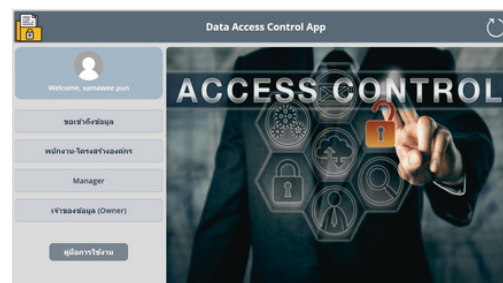 Data Access Control App
Welcome, samawee pun
ขอเข้าถึงข้อมูล
พนักงาน-โครงสร้างองค์กร
Manager
เจ้าของข้อมูล (Owner)
คู่มือการใช้งาน
ACCESS CONTROL